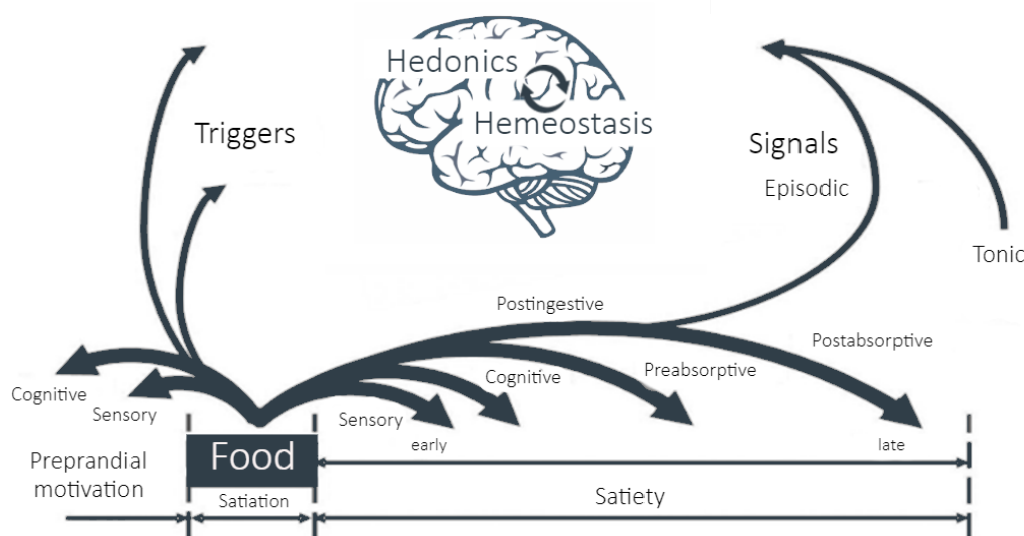 Hedonics
Hemeostasis
Triggers
Signals
Episodic
Tonic
Postingestive
Postabsorptive
Preabsorptive
Cognitive
Cognitive
Sensory
Sensory
early
late
Food
Preprandial
motivation
Satiation
Satiety